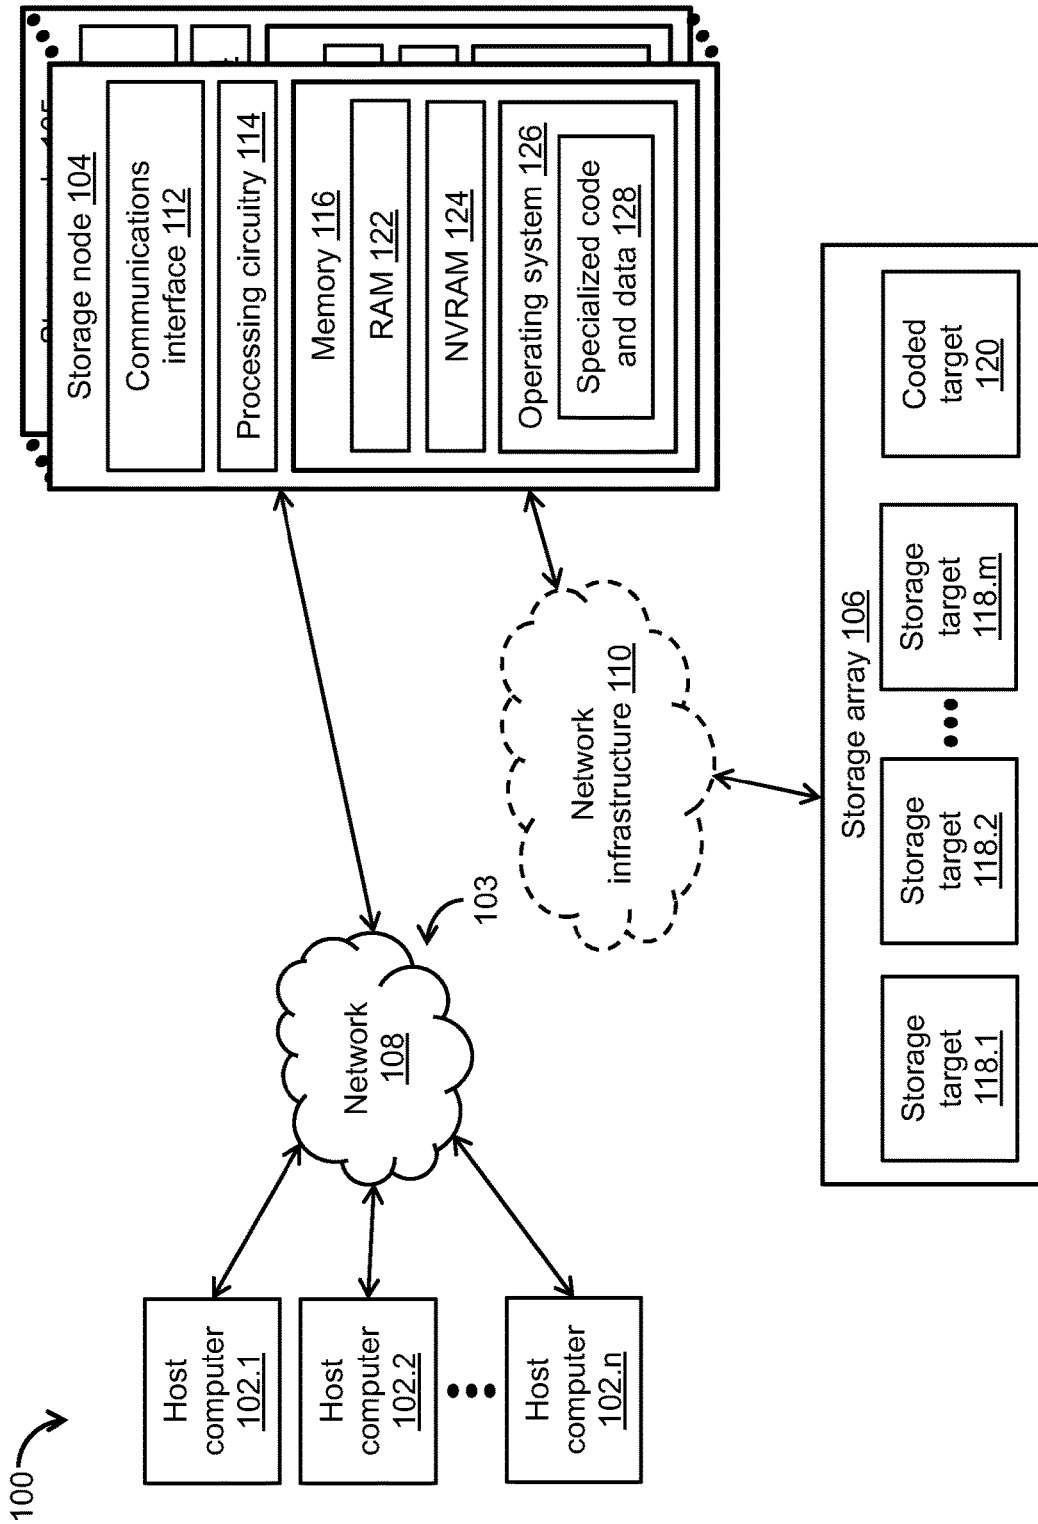 100
Host
computer
102.1
Host
computer
102.2
Host
computer
102.n
Network
108
103
Storage node 104
Communications
interface 112
Processing circuitry 114
Memory 116
RAM 122
NVRAM 124
Operating system 126
Specialized code
and data 128
Network
infrastructure 110
Storage array 106
Storage
target
118.1
Storage
target
118.2
Storage
target
118.m
Coded
target
120